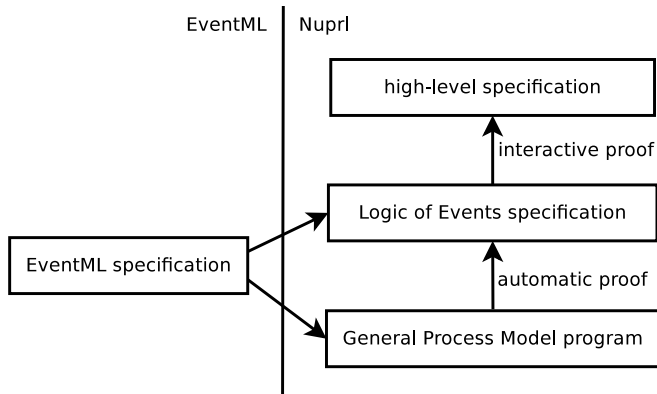 EventML
Nuprl
high-level specification
interactive proof
Logic of Events specification
EventML specification
automatic proof
General Process Model program